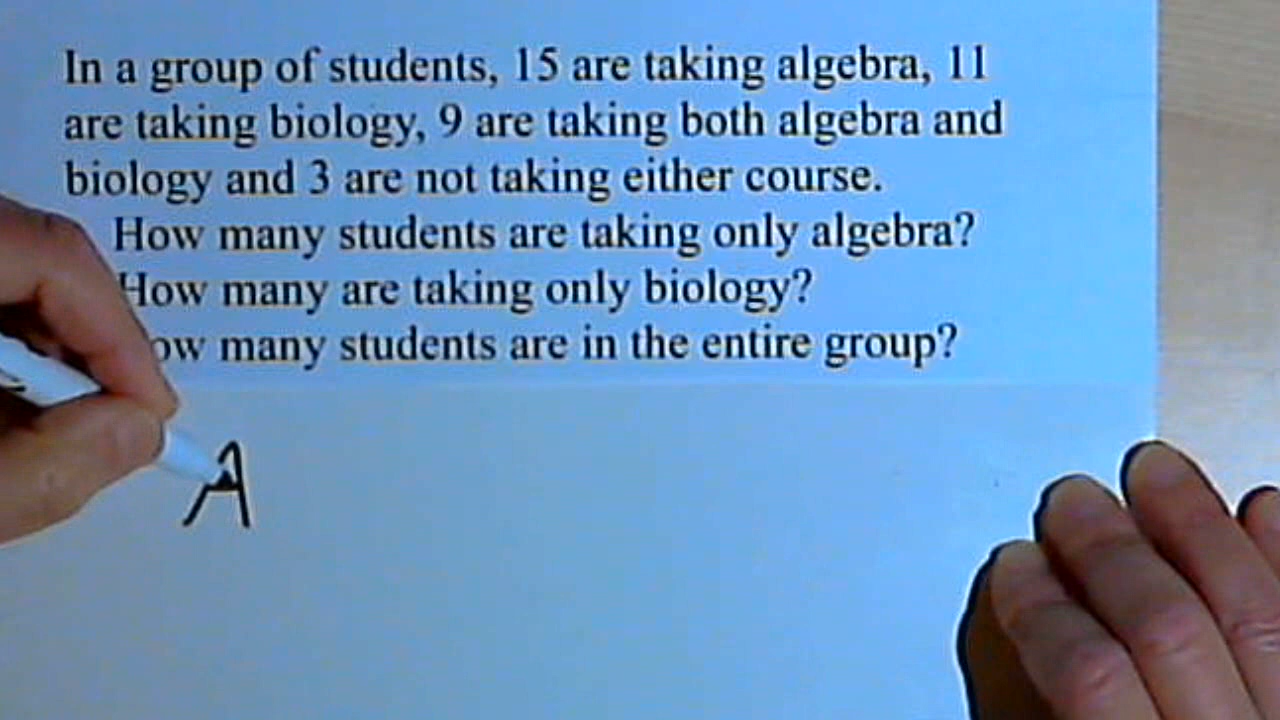 In a group of students, 15 are taking algebra, 11
are taking biology, 9 are taking both algebra and
biology and 3 are not taking either course.
How many students are taking only algebra?
How many are taking only biology?
How many students are in the entire group?
A